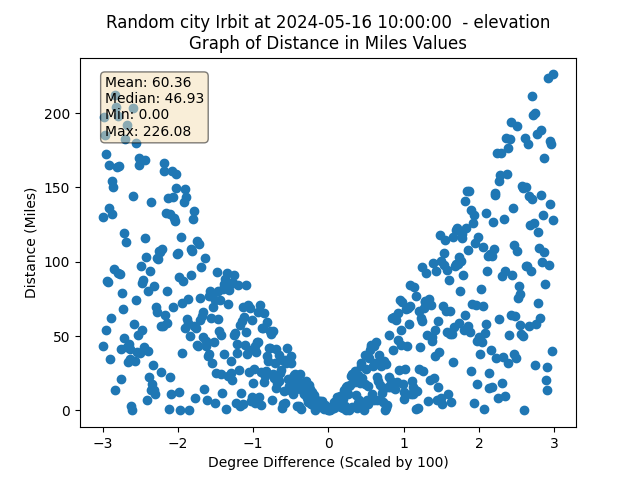 Random city Irbit at 2024-05-16 10:00:00  - elevation
Graph of Distance in Miles Values
Mean: 60.36
Median: 46.93
Min: 0.00
Max: 226.08
Distance (Miles)
200
150
100
50
0
−3 −2 −1 0 1 2 3
Degree Difference (Scaled by 100)